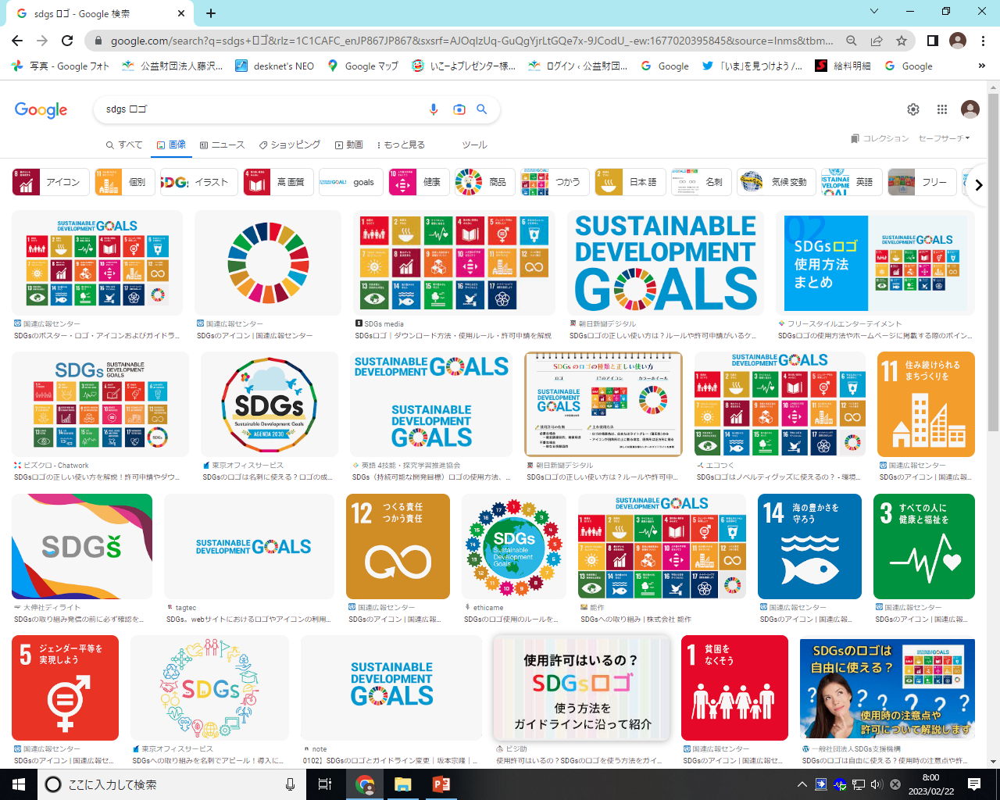 sdgs ロゴ - Google 検索
google.com/search?q=sdgs+ロゴ&rlz=1C1CAFC_enJP867JP867&sxsrf=AJOqlzUq-GuQgYjrLtGQe7x-9JCodU_-ew:1677020395845&source=lnms&tbm...
写真 - Google フォト
公益財団法人藤沢...
desknet's NEO
Google マップ
いこーよプレゼンター様...
ログイン ‹ 公益財団...
Google
「いま」を見つけよう /...
給料明細
Google
Google
sdgs ロゴ
コレクション セーフサーチ
すべて 画像 ニュース ショッピング 動画 もっと見る ツール
アイコン 個別 イラスト 高画質 goals 健康 商品 つかう 日本語 名刺 気候変動 英語 フリー
SUSTAINABLE DEVELOPMENT GOALS
SUSTAINABLE
DEVELOPMENT
GOALS
02
SDGsロゴ
使用方法
まとめ
SUSTAINABLE DEVELOPMENT GOALS
国連広報センター
SDGsのポスター・ロゴ・アイコンおよびガイドラ...
国連広報センター
SDGsのアイコン | 国連広報センター
SDGs media
SDGsロゴ｜ダウンロード方法・使用ルール・許可申請を解説
朝日新聞デジタル
SDGsロゴの正しい使い方は？ルールや許可申請がいるケ...
フリースタイルエンターテイメント
SDGsロゴの使用方法やホームページに掲載する際のポイン...
SDGs SUSTAINABLE DEVELOPMENT GOALS
SDGs
Sustainable Development Goals
AGENDA 2030
SUSTAINABLE DEVELOPMENT GOALS
SUSTAINABLE
DEVELOPMENT
GOALS
SDGs のロゴの種類と正しい使い方
ロゴ 17のアイコン カラーホイール
SUSTAINABLE DEVELOPMENT GOALS
SUSTAINABLE DEVELOPMENT GOALS
11 住み続けられる
まちづくりを
ビズクロ - Chatwork
SDGsロゴの正しい使い方を解説！許可申請やダウ...
東京オフィスサービス
SDGsのロゴは名刺に使える？ロゴの成...
英語 4技能・探究学習推進協会
SDGs（持続可能な開発目標）ロゴの使用方法、...
朝日新聞デジタル
SDGsロゴの正しい使い方は？ルールや許可申...
エコつく
SDGsロゴはノベルティグッズに使えるの？ - 環境...
国連広報センター
SDGsのアイコン | 国連広報...
SDGs
SUSTAINABLE
DEVELOPMENT GOALS
12 つくる責任
つかう責任
SDGs
Sustainable
Development
Goals
SUSTAINABLE DEVELOPMENT GOALS
14 海の豊かさを
守ろう
3 すべての人に
健康と福祉を
大伸社ディライト
SDGsの取り組み発信の前に必ず確認を...
tagtec
SDGs。webサイトにおけるロゴやアイコンの利用...
国連広報センター
SDGsのアイコン | 国連広報...
ethicame
SDGsのロゴ使用のルールを...
能作
SDGsへの取り組み | 株式会社 能作
国連広報センター
SDGsのアイコン | 国連広報...
国連広報センター
SDGsのアイコン | 国連広報...
5 ジェンダー平等を
実現しよう
SDGs
SUSTAINABLE
DEVELOPMENT
GOALS
使用許可はいるの？
SDGsロゴ
使う方法を
ガイドラインに沿って紹介
1 貧困を
なくそう
SDGsのロゴは
自由に使える？
使用時の注意点や
許可について解説します
国連広報センター
SDGsのアイコン | 国連広報セ...
東京オフィスサービス
SDGsへの取り組みを名刺でアピール！導入に...
note
0102】SDGsのロゴとガイドライン変更｜坂本宗隆｜...
ビジ助
使用許可はいるの？SDGsのロゴを使う方法をガイ...
国連広報センター
SDGsのアイコン | 国連広報セ...
一般社団法人SDGs支援機構
SDGsのロゴは自由に使える？使用時の注意点や許...
ここに入力して検索
8:00
2023/02/22